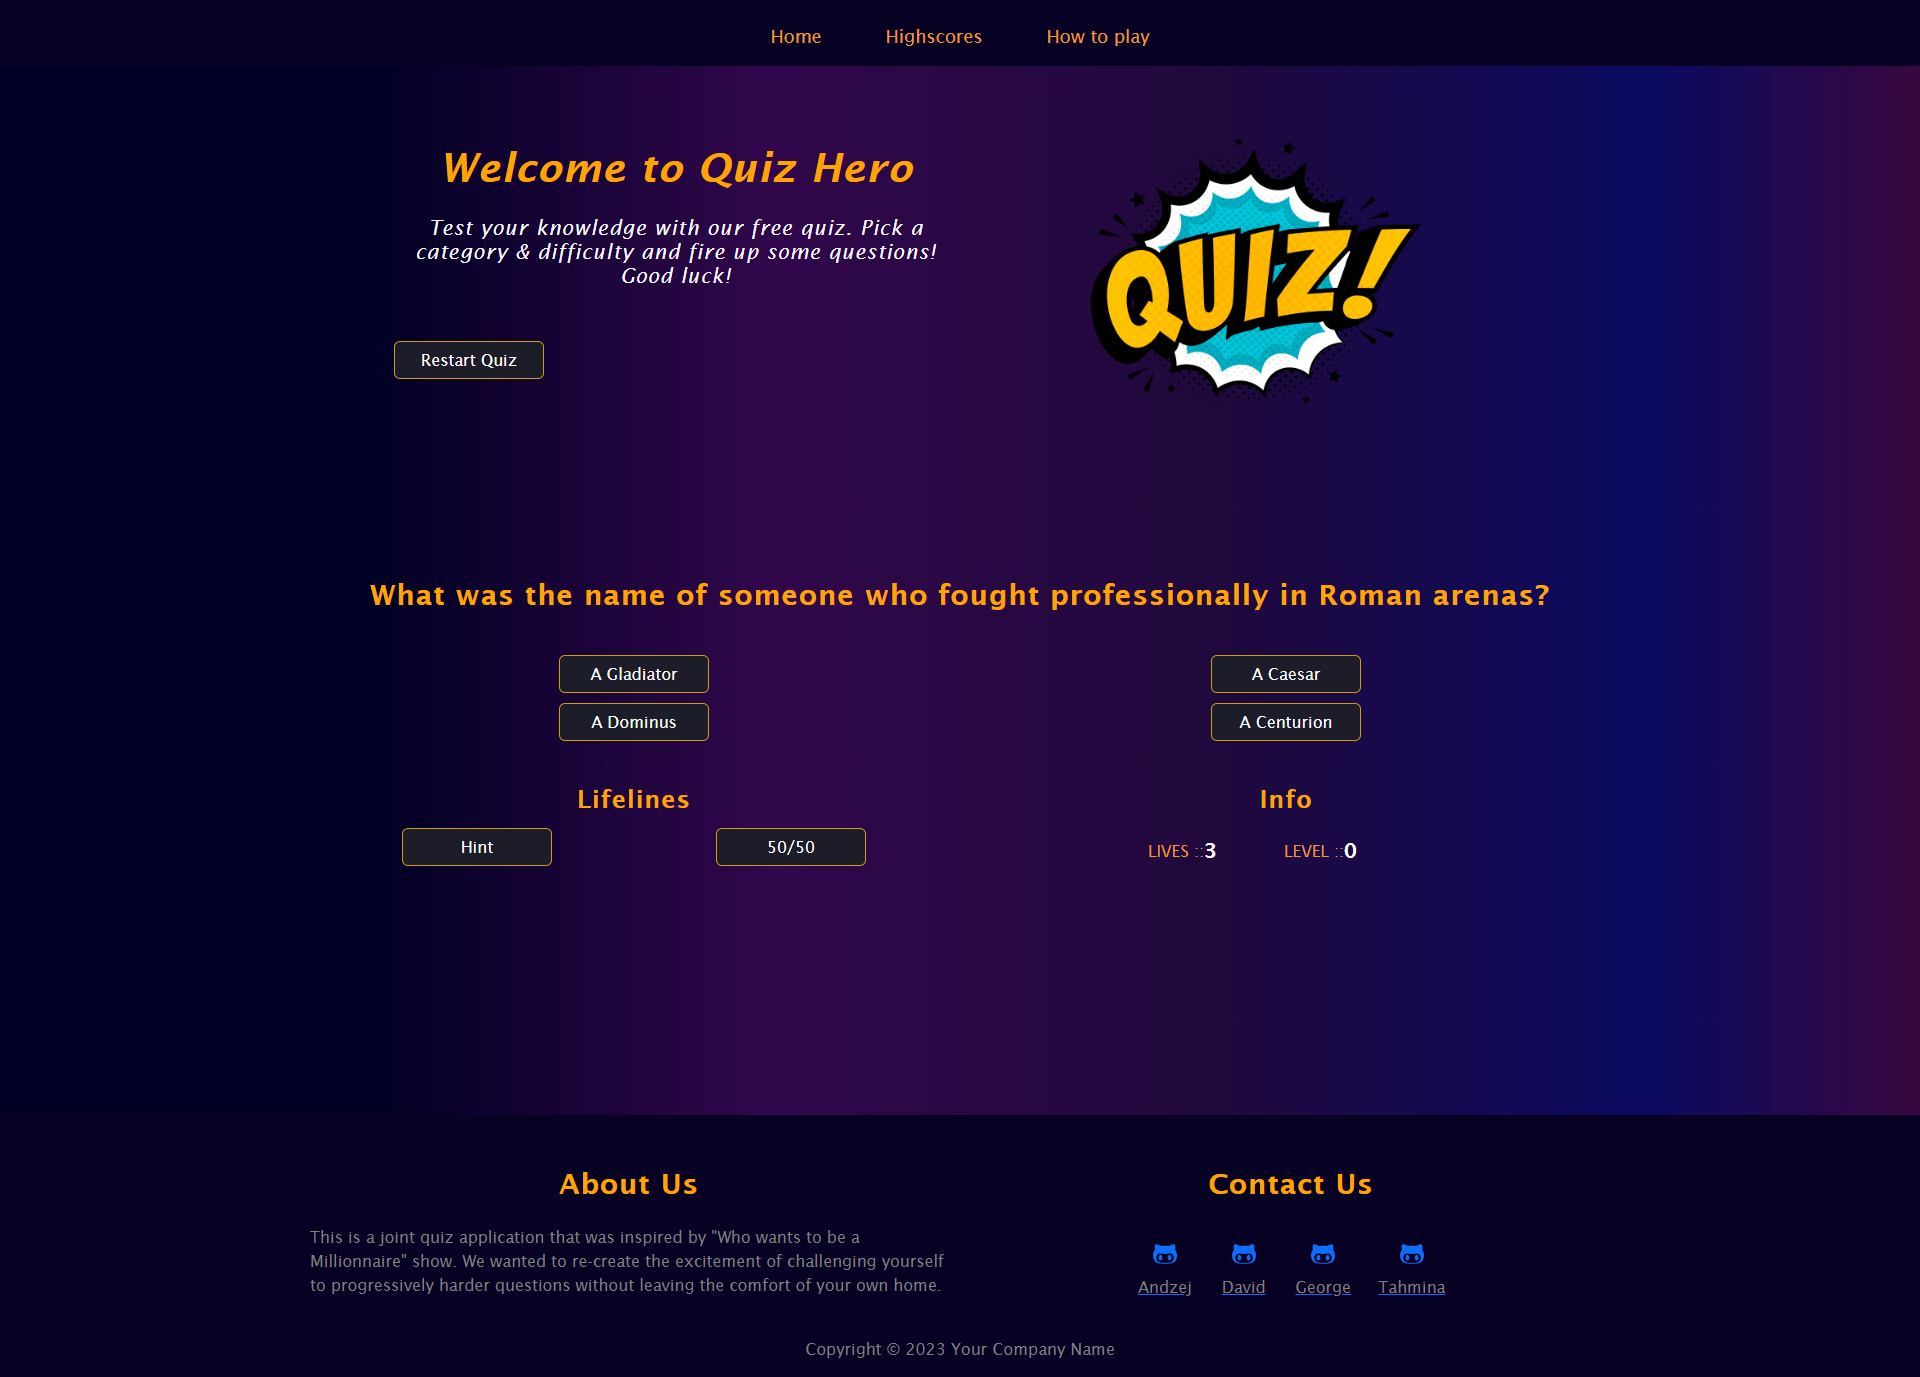 Home
Highscores
How to play
Welcome to Quiz Hero
Test your knowledge with our free quiz. Pick a
category & difficulty and fire up some questions!
Good luck!
Restart Quiz
QUIZ!
What was the name of someone who fought professionally in Roman arenas?
A Gladiator
A Caesar
A Dominus
A Centurion
Lifelines
Hint
50/50
Info
LIVES ::3
LEVEL ::0
About Us
This is a joint quiz application that was inspired by "Who wants to be a
Millionnaire" show. We wanted to re-create the excitement of challenging yourself
to progressively harder questions without leaving the comfort of your own home.
Contact Us
Andzej
David
George
Tahmina
Copyright © 2023 Your Company Name